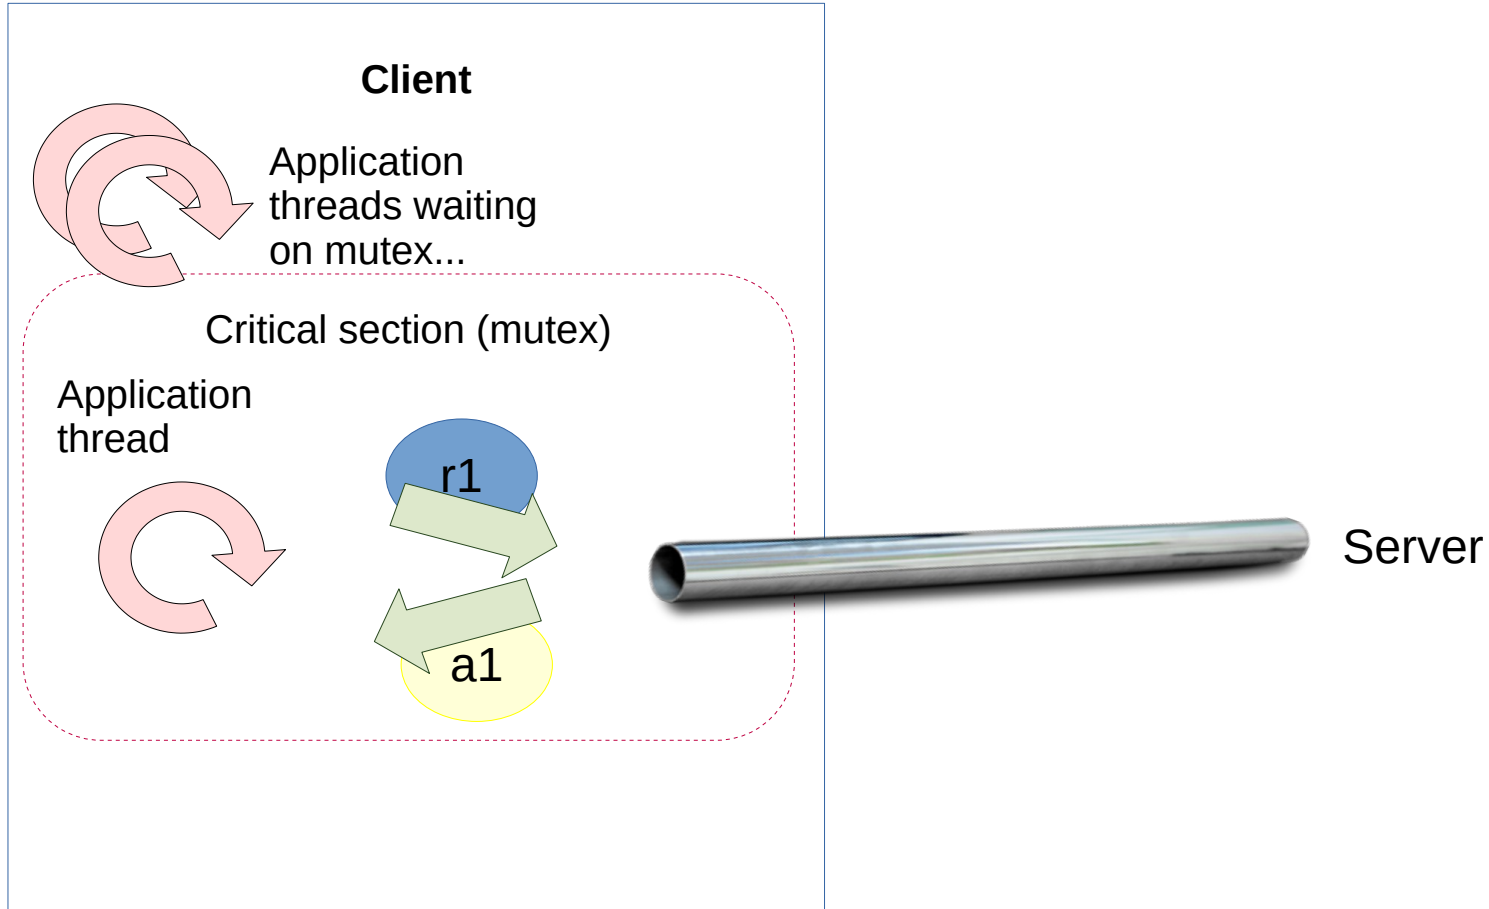 Client
Application
threads waiting
on mutex...
Critical section (mutex)
Application
thread
r1
Server
a1